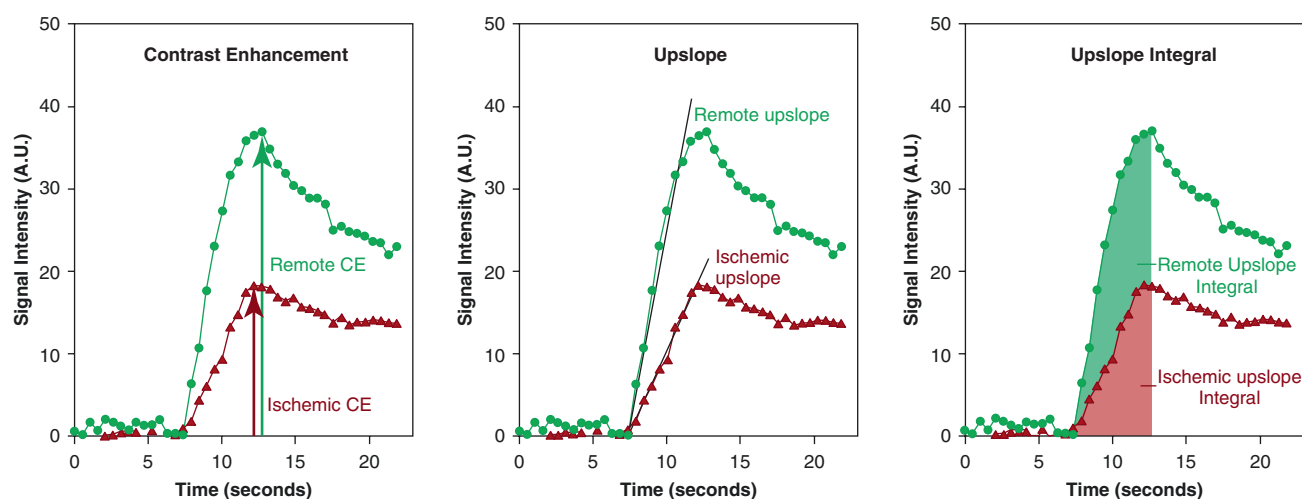 Contrast Enhancement
Signal Intensity (A.U.)
50
40
30
20
10
0
Remote CE
Ischemic CE
0 5 10 15 20
Time (seconds)
Upslope
Signal Intensity (A.U.)
50
40
30
20
10
0
Remote upslope
Ischemic
upslope
0 5 10 15 20
Time (seconds)
Upslope Integral
Signal Intensity (A.U.)
50
40
30
20
10
0
Remote Upslope
Integral
Ischemic upslope
Integral
0 5 10 15 20
Time (seconds)